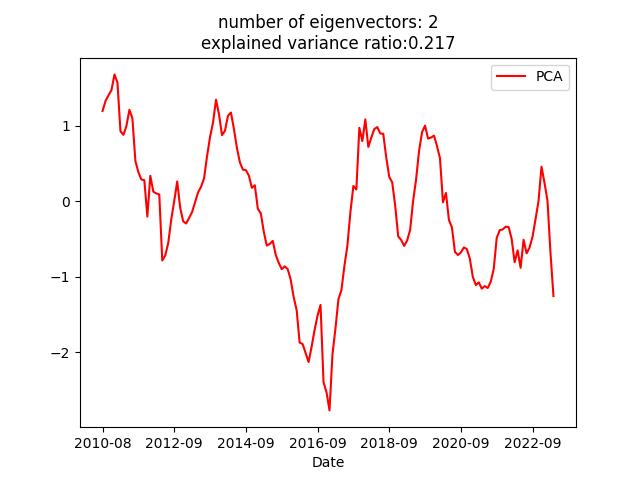 number of eigenvectors: 2
explained variance ratio:0.217
PCA
1
0
−1
−2
2010-08
2012-09
2014-09
2016-09
2018-09
2020-09
2022-09
Date